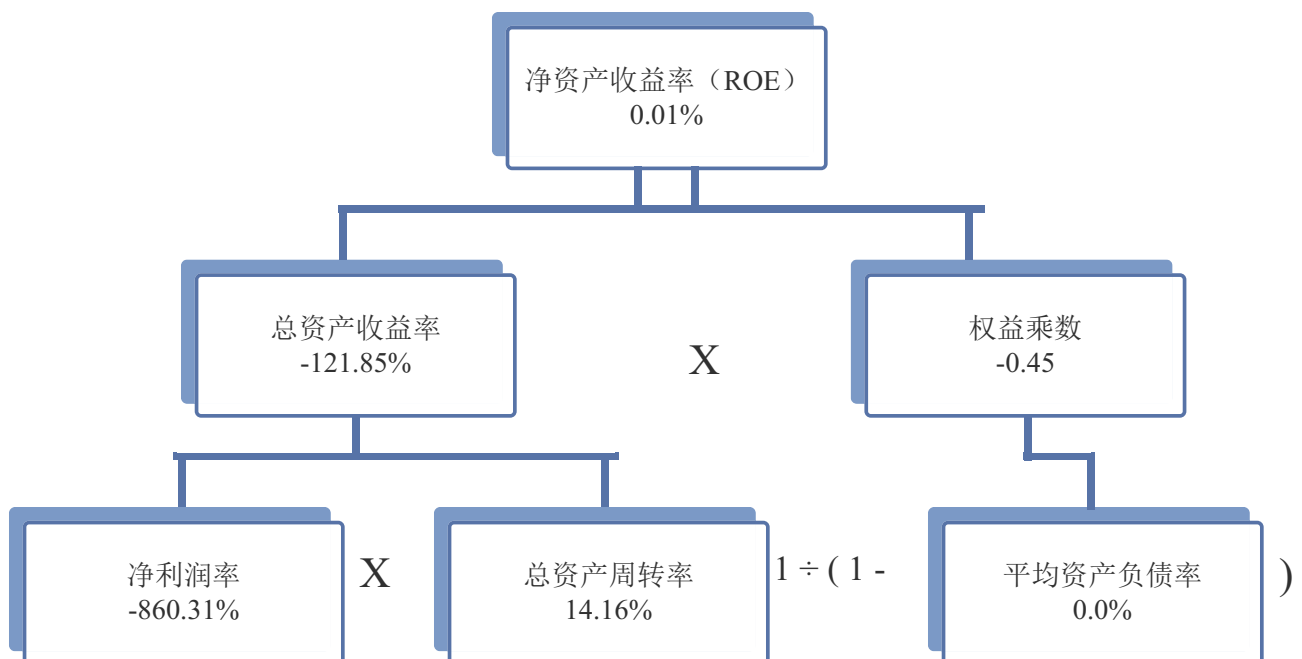 净资产收益率（ROE）
0.01%
总资产收益率
-121.85%
X
权益乘数
-0.45
净利润率
-860.31%
X
总资产周转率
14.16%
1 ÷ ( 1 -
平均资产负债率
0.0%
)